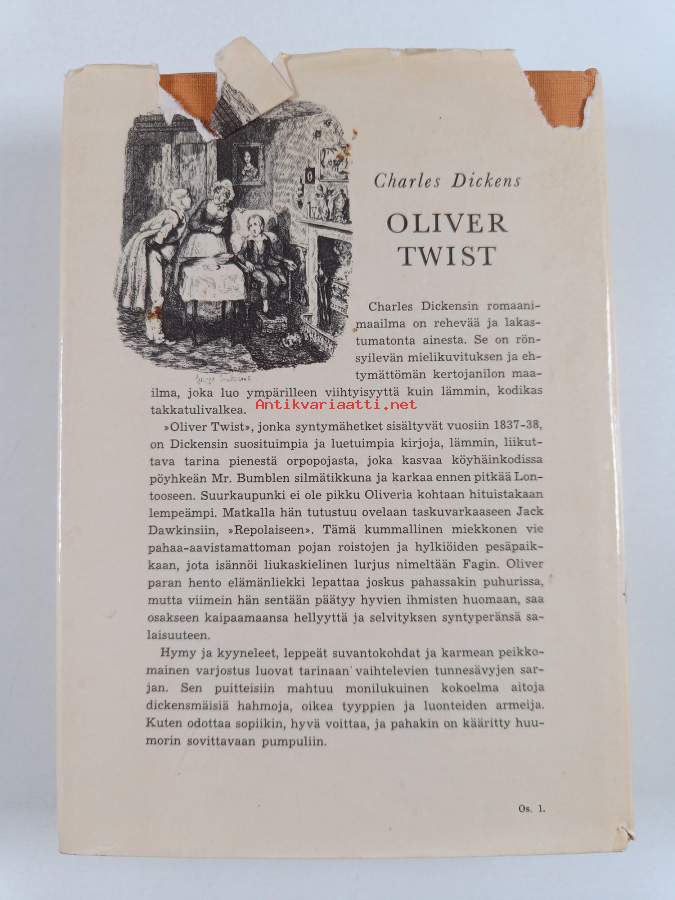 Charles Dickens
OLIVER
TWIST
Charles Dickensin romaani-
maailma on rehevää ja lakas-
tumatonta ainesta. Se on rön-
syilevän mielikuvituksen ja eh-
tymättömän kertojanilon maa-
ilma, joka luo ympärilleen viihtyisyyttä kuin lämmin, kodikas
takkatulivalkea.
Antikvariaatti.net
»Oliver Twist», jonka syntymähetket sisältyvät vuosiin 1837-38,
on Dickensin suosituimpia ja luetuimpia kirjoja, lämmin, liikut-
tava tarina pienestä orpopojasta, joka kasvaa köyhäinkodissa
pöyhkeän Mr. Bumblen silmätikkuna ja karkaa ennen pitkää Lon-
tooseen. Suurkaupunki ei ole pikku Oliveria kohtaan hituistakaan
lempeämpi. Matkalla hän tutustuu ovelaan taskuvarkaaseen Jack
Dawkinsiin, »Repolaiseen». Tämä kummallinen miekkonen vie
pahaa-aavistamattoman pojan roistojen ja hylkiöiden pesäpaik-
kaan, jota isännöi liukaskielinen lurjus nimeltään Fagin. Oliver
paran hento elämänliekki lepattaa joskus pahassakin puhurissa,
mutta viimein hän sentään päätyy hyvien ihmisten huomaan, saa
osakseen kaipaamaansa hellyyttä ja selvityksen syntyperänsä sa-
laisuuteen.
Hymy ja kyyneleet, leppeät suvantokohdat ja karmean peikko-
mainen varjostus luovat tarinaan vaihtelevien tunnesävyjen sar-
jan. Sen puitteisiin mahtuu monilukuinen kokoelma aitoja
dickensmäisiä hahmoja, oikea tyyppien ja luonteiden armeija.
Kuten odottaa sopiikin, hyvä voittaa, ja pahakin on kääritty huu-
morin sovittavaan pumpuliin.
Os. 1.